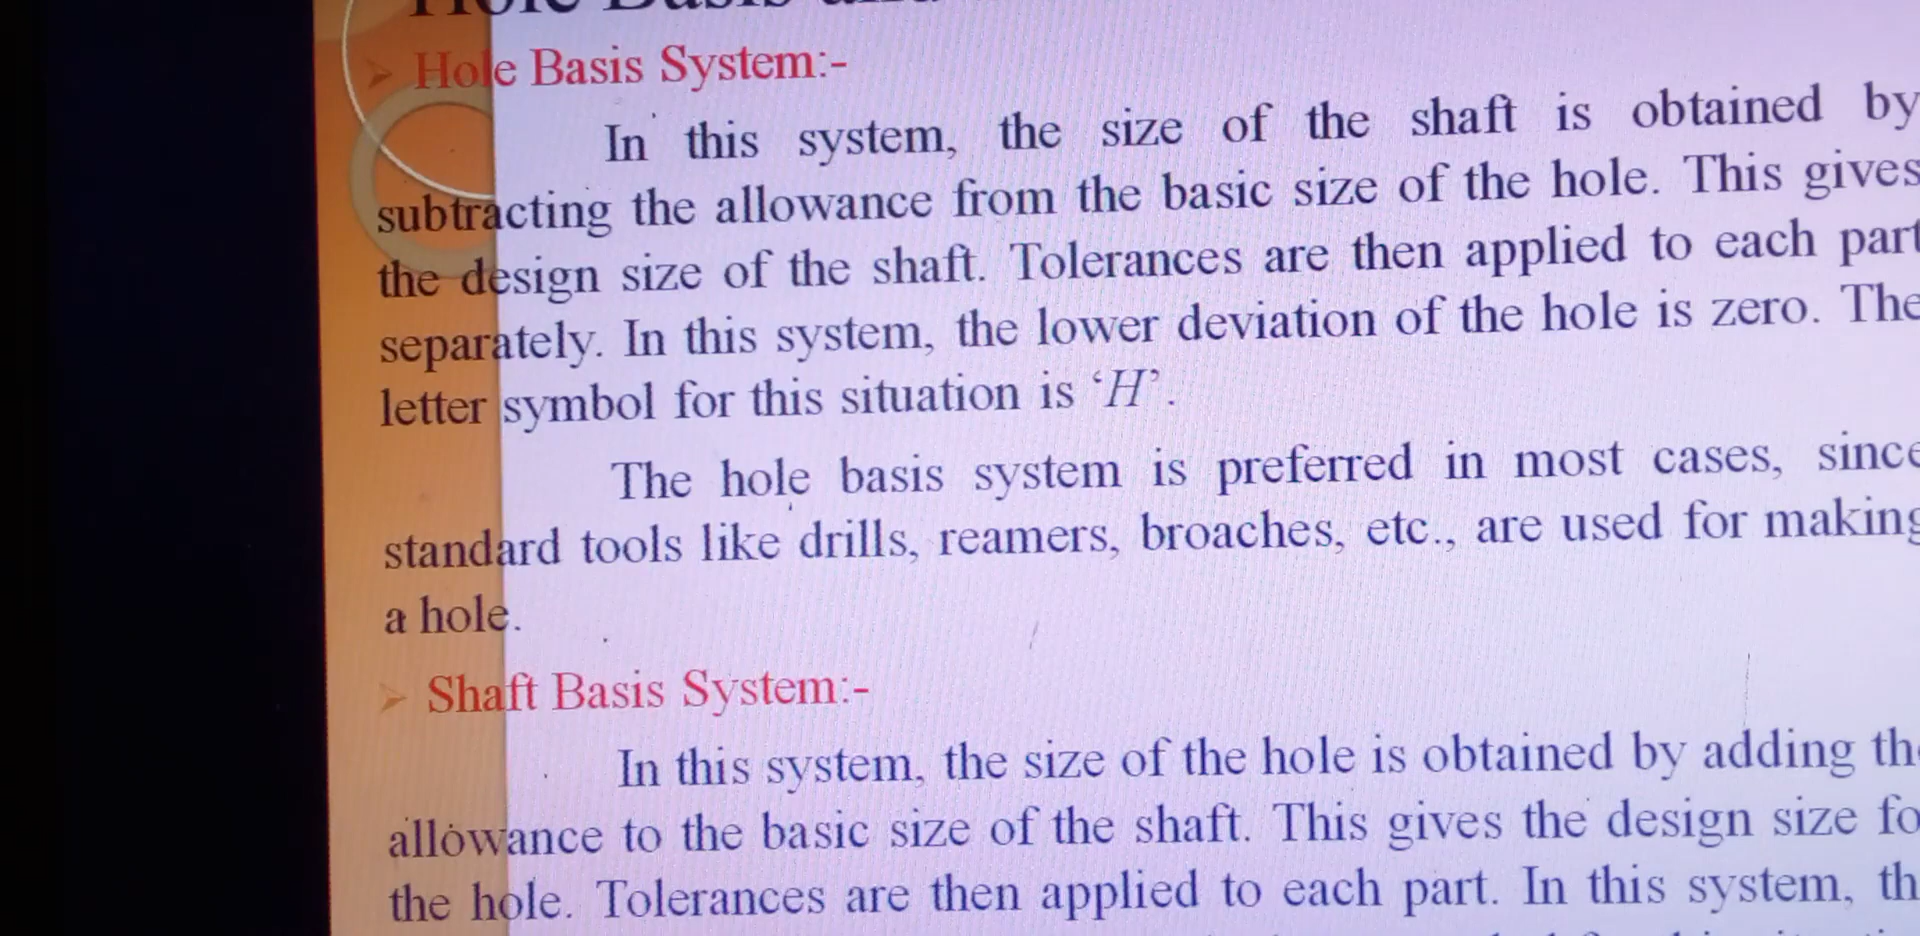 Hole Basis
Hole Basis System:-
In this system, the size of the shaft is obtained by
subtracting the allowance from the basic size of the hole. This gives
the design size of the shaft. Tolerances are then applied to each part
separately. In this system, the lower deviation of the hole is zero. The
letter symbol for this situation is ‘H’.
The hole basis system is preferred in most cases, since
standard tools like drills, reamers, broaches, etc., are used for making
a hole.
Shaft Basis System:-
In this system, the size of the hole is obtained by adding the
allowance to the basic size of the shaft. This gives the design size fo
the hole. Tolerances are then applied to each part. In this system, th